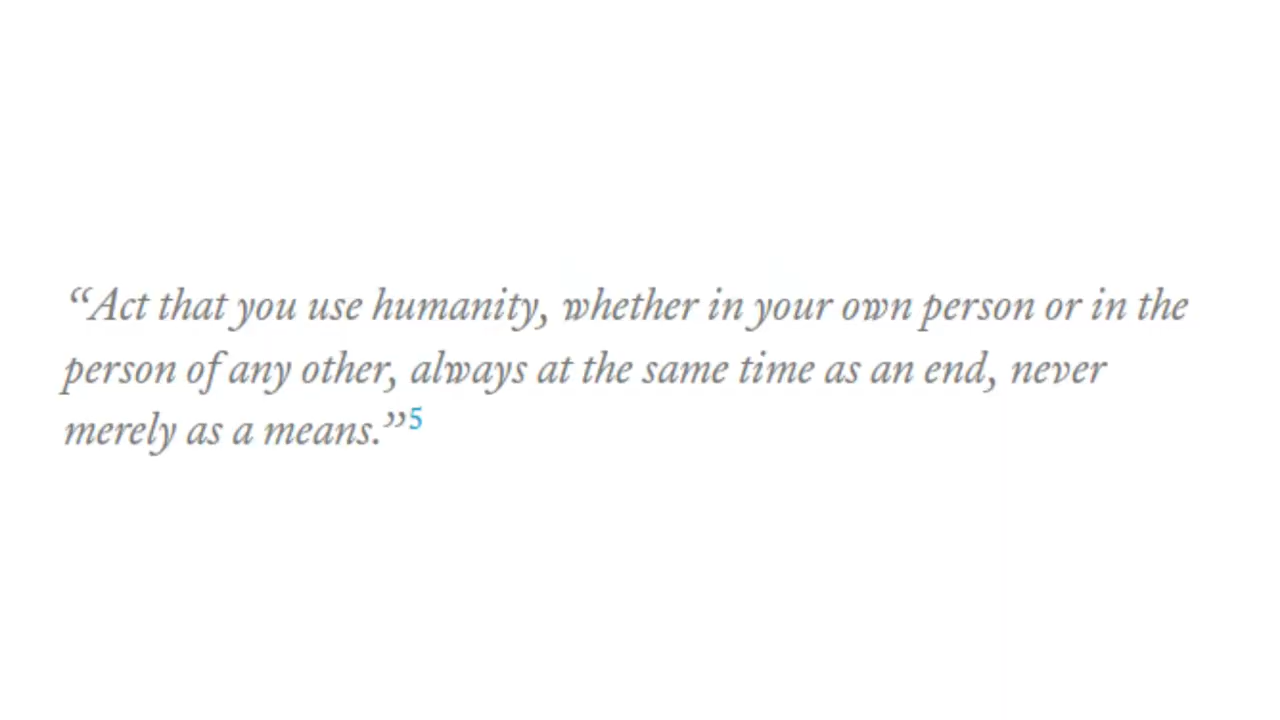 “Act that you use humanity, whether in your own person or in the
person of any other, always at the same time as an end, never
merely as a means.”5